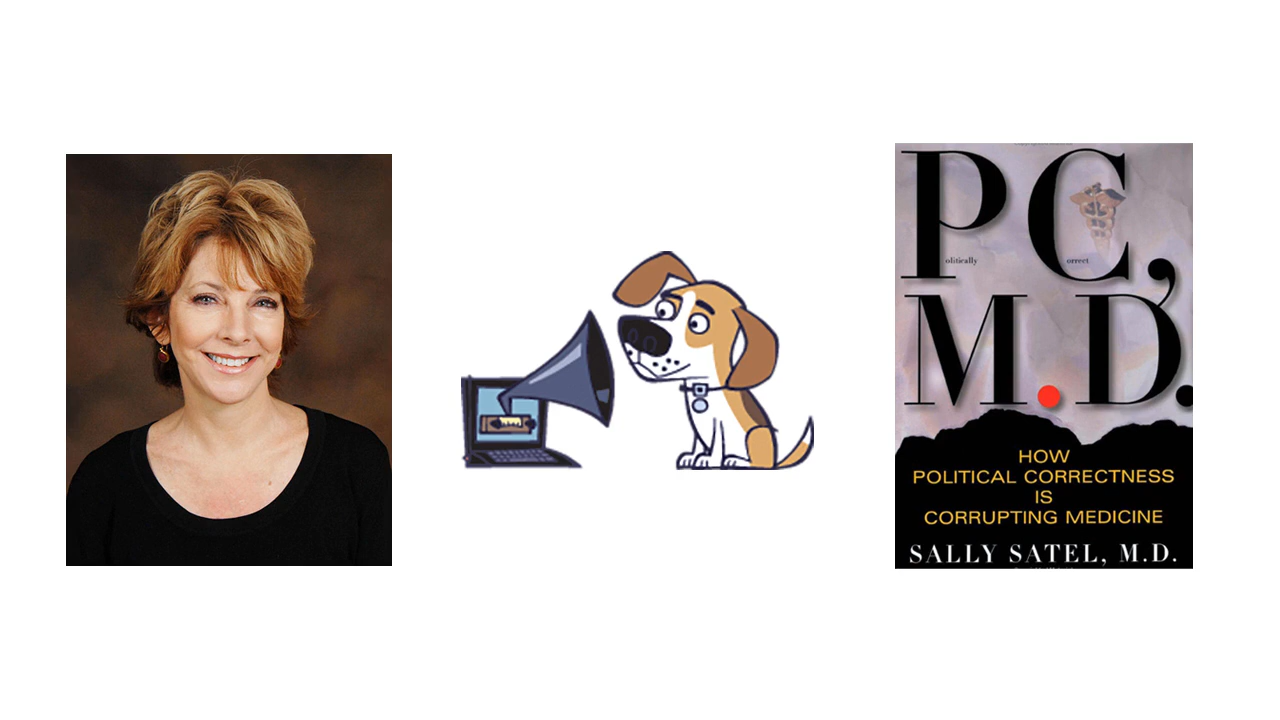 PC,
olitically orrect
M.D.
HOW
POLITICAL CORRECTNESS
IS
CORRUPTING MEDICINE
SALLY SATEL, M.D.